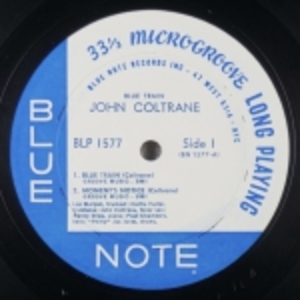 33⅓ MICROGROOVE LONG PLAYING
BLUE NOTE RECORDS INC • 47 WEST 63rd • NYC
BLUE TRAIN
JOHN COLTRANE
BLP 1577
Side 1
1. BLUE TRAIN (Coltrane)
2. MOMENT'S NOTICE (Coltrane)
BLUE
NOTE